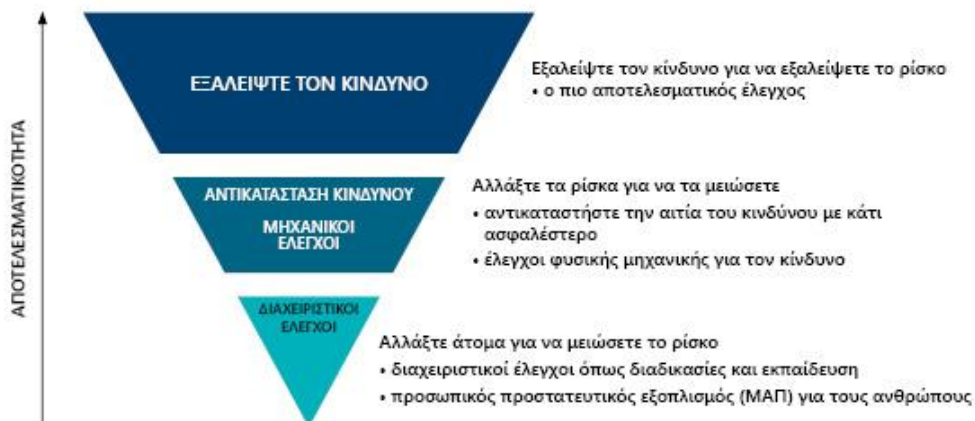 ΑΠΟΤΕΛΕΣΜΑΤΙΚΟΤΗΤΑ
ΕΞΑΛΕΙΨΤΕ ΤΟΝ ΚΙΝΔΥΝΟ
Εξαλείψτε τον κίνδυνο για να εξαλείψετε το ρίσκο
• ο πιο αποτελεσματικός έλεγχος
ΑΝΤΙΚΑΤΑΣΤΑΣΗ ΚΙΝΔΥΝΟΥ
ΜΗΧΑΝΙΚΟΙ
ΕΛΕΓΧΟΙ
Αλλάξτε τα ρίσκα για να τα μειώσετε
• αντικαταστήστε την αιτία του κινδύνου με κάτι
ασφαλέστερο
• έλεγχοι φυσικής μηχανικής για τον κίνδυνο
ΔΙΑΧΕΙΡΙΣΤΙΚΟΙ
ΕΛΕΓΧΟΙ
Αλλάξτε άτομα για να μειώσετε το ρίσκο
• διαχειριστικοί έλεγχοι όπως διαδικασίες και εκπαίδευση
• προσωπικός προστατευτικός εξοπλισμός (ΜΑΠ) για τους ανθρώπους